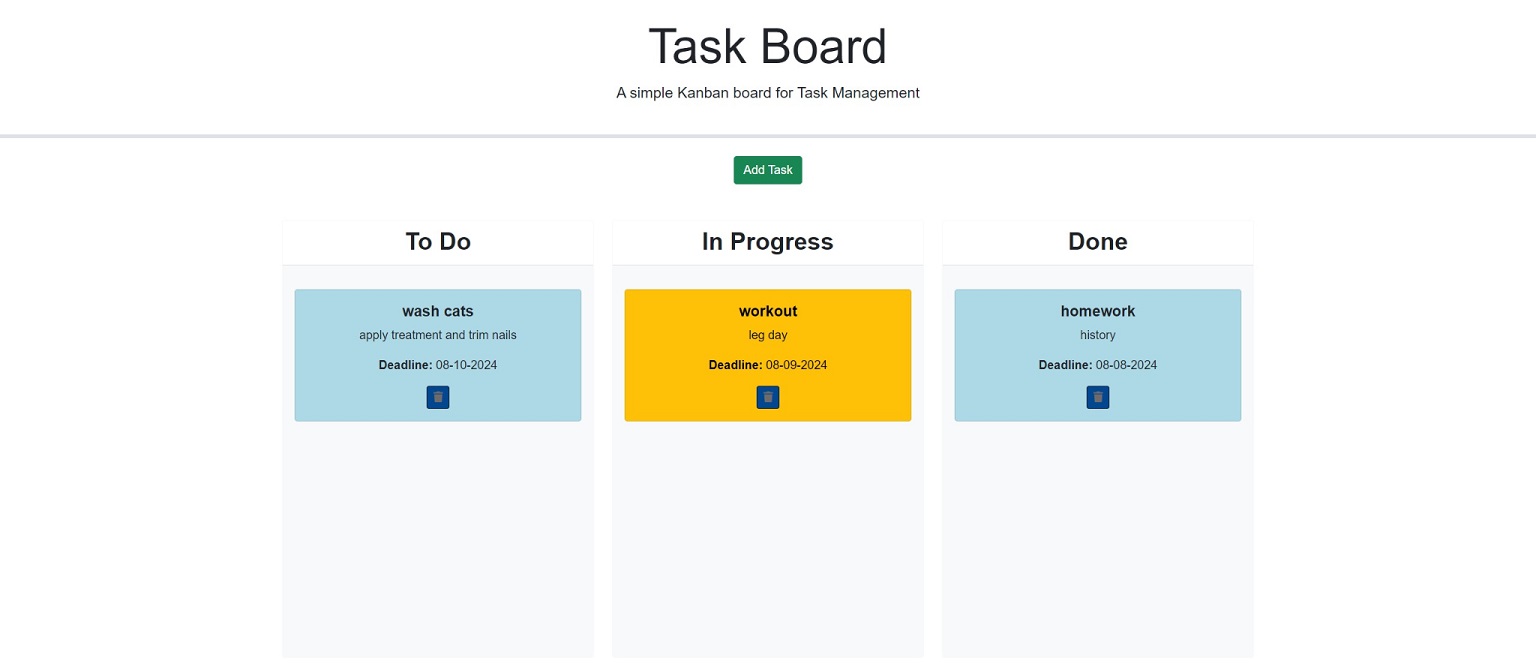 Task Board
A simple Kanban board for Task Management
Add Task
To Do
wash cats
apply treatment and trim nails
Deadline: 08-10-2024
In Progress
workout
leg day
Deadline: 08-09-2024
Done
homework
history
Deadline: 08-08-2024